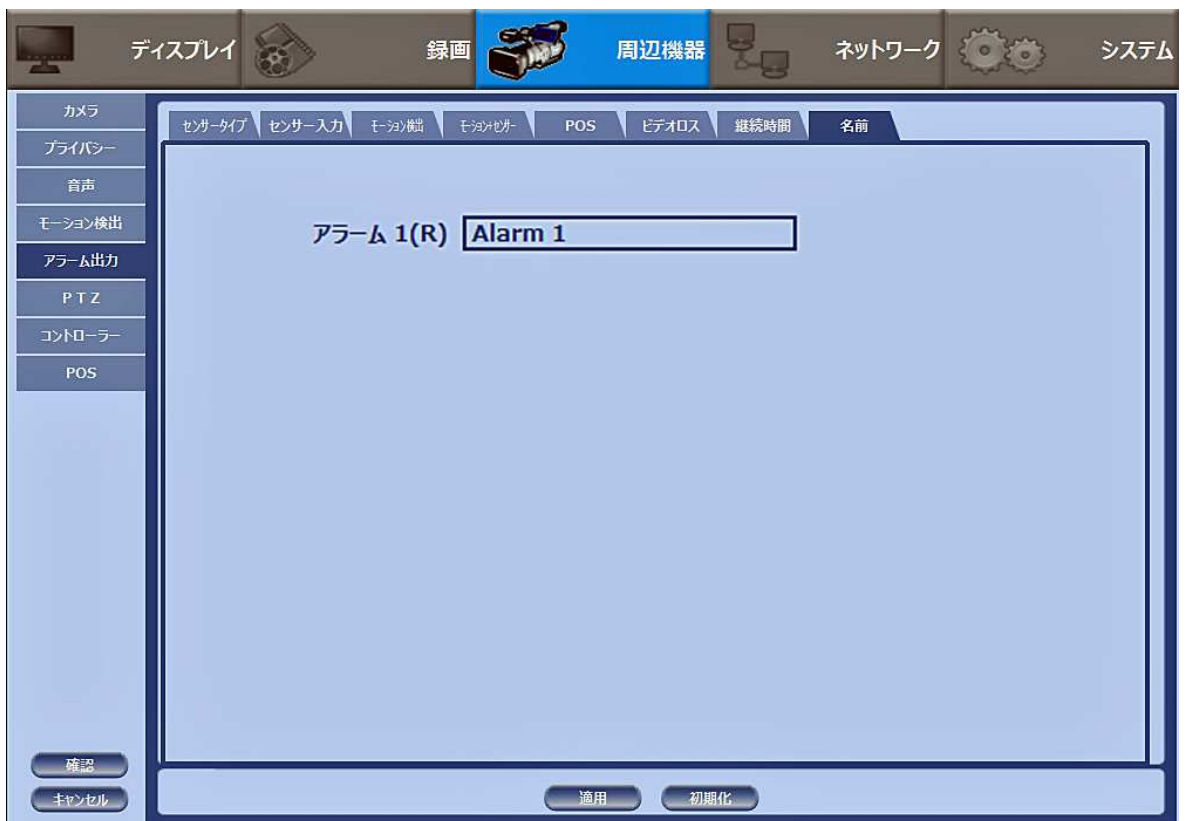 ディスプレイ 録画 周辺機器 ネットワーク システム
カメラ
プライバシー
音声
モーション検出
アラーム出力
PTZ
コントローラー
POS
センサータイプ センサー入力 ﾓｰｼｮﾝ検出 ﾓｰｼｮﾝｾﾝｻｰ POS ビデオロス 継続時間 名前
アラーム 1(R) Alarm 1
確認
キャンセル
適用 初期化